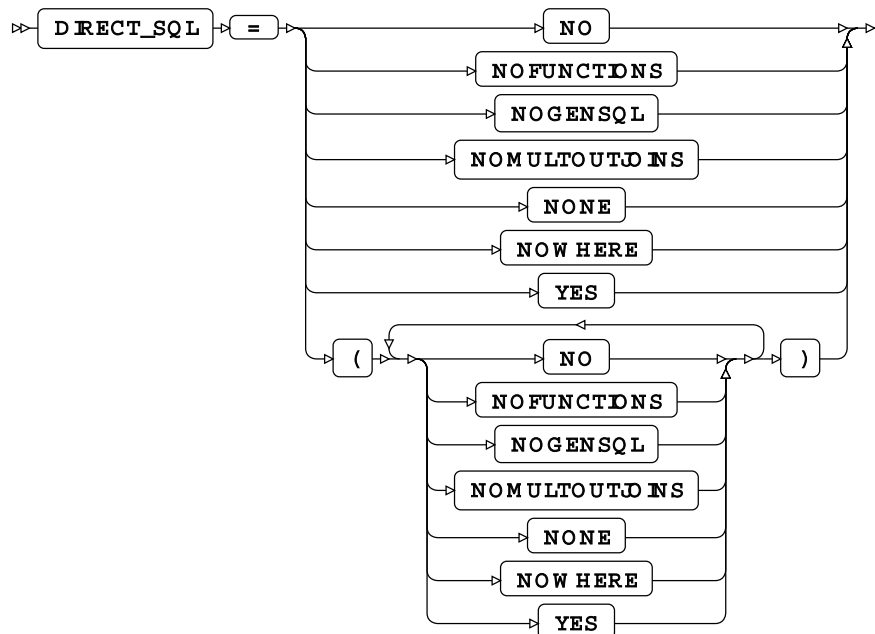 DIRECT_SQL = NO
NOFUNCTIONS
NOGENSQL
NOMULTOUTJOINS
NONE
NOWHERE
YES
( NO )
NOFUNCTIONS
NOGENSQL
NOMULTOUTJOINS
NONE
NOWHERE
YES